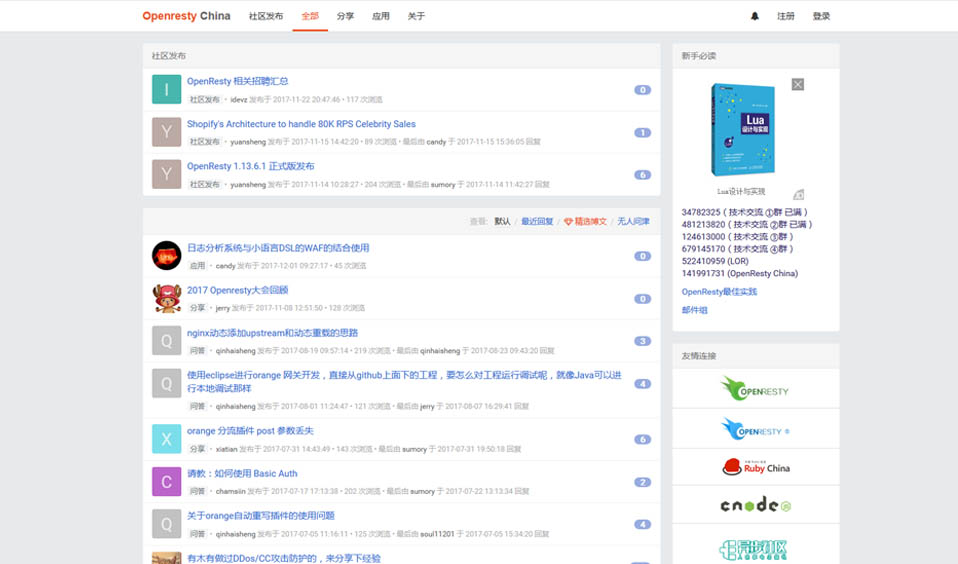 Openresty China 社区发布 全部 分享 应用 关于 注册 登录
社区发布
I
OpenResty 相关招聘汇总
社区发布 • idevz 发布于 2017-11-22 20:47:46 • 117 次浏览
0
Y
Shopify's Architecture to handle 80K RPS Celebrity Sales
社区发布 • yuansheng 发布于 2017-11-15 14:42:20 • 89 次浏览 • 最后由 candy 于 2017-11-15 15:36:05 回复
1
Y
OpenResty 1.13.6.1 正式版发布
社区发布 • yuansheng 发布于 2017-11-14 10:28:27 • 204 次浏览 • 最后由 sumory 于 2017-11-14 11:42:27 回复
6
查看: 默认 / 最近回复 / 精选博文 / 无人问津
日志分析系统与小语言DSL的WAF的结合使用
应用 • candy 发布于 2017-12-01 09:27:17 • 45 次浏览
0
2017 Openresty大会回顾
分享 • jerry 发布于 2017-11-08 12:51:50 • 128 次浏览
0
Q
nginx动态添加upstream和动态重载的思路
问答 • qinhaisheng 发布于 2017-08-19 09:57:14 • 219 次浏览 • 最后由 qinhaisheng 于 2017-08-23 09:43:20 回复
3
Q
使用eclipse进行orange 网关开发，直接从github上面下的工程，要怎么对工程运行调试呢，就像Java可以进
行本地调试那样
问答 • qinhaisheng 发布于 2017-08-01 11:24:47 • 121 次浏览 • 最后由 jerry 于 2017-08-07 16:29:41 回复
4
X
orange 分流插件 post 参数丢失
分享 • xiatian 发布于 2017-07-31 14:43:49 • 143 次浏览 • 最后由 sumory 于 2017-07-31 19:50:18 回复
6
C
请教：如何使用 Basic Auth
问答 • chamsiin 发布于 2017-07-17 17:13:38 • 202 次浏览 • 最后由 sumory 于 2017-07-22 13:13:34 回复
2
Q
关于orange自动重写插件的使用问题
问答 • qinhaisheng 发布于 2017-07-05 11:16:11 • 125 次浏览 • 最后由 soul11201 于 2017-07-05 15:34:20 回复
4
有木有做过DDos/CC攻击防护的，来分享下经验
新手必读
Lua
设计与实现
Lua设计与实现
34782325（技术交流 ①群 已满）
481213820（技术交流 ②群 已满）
124613000（技术交流 ③群）
679145170（技术交流 ④群）
522410959 (LOR)
141991731 (OpenResty China)
OpenResty最佳实践
邮件组
友情连接
OPENRESTY
OPENRESTY ®
Ruby China
cnode JS
异步社区